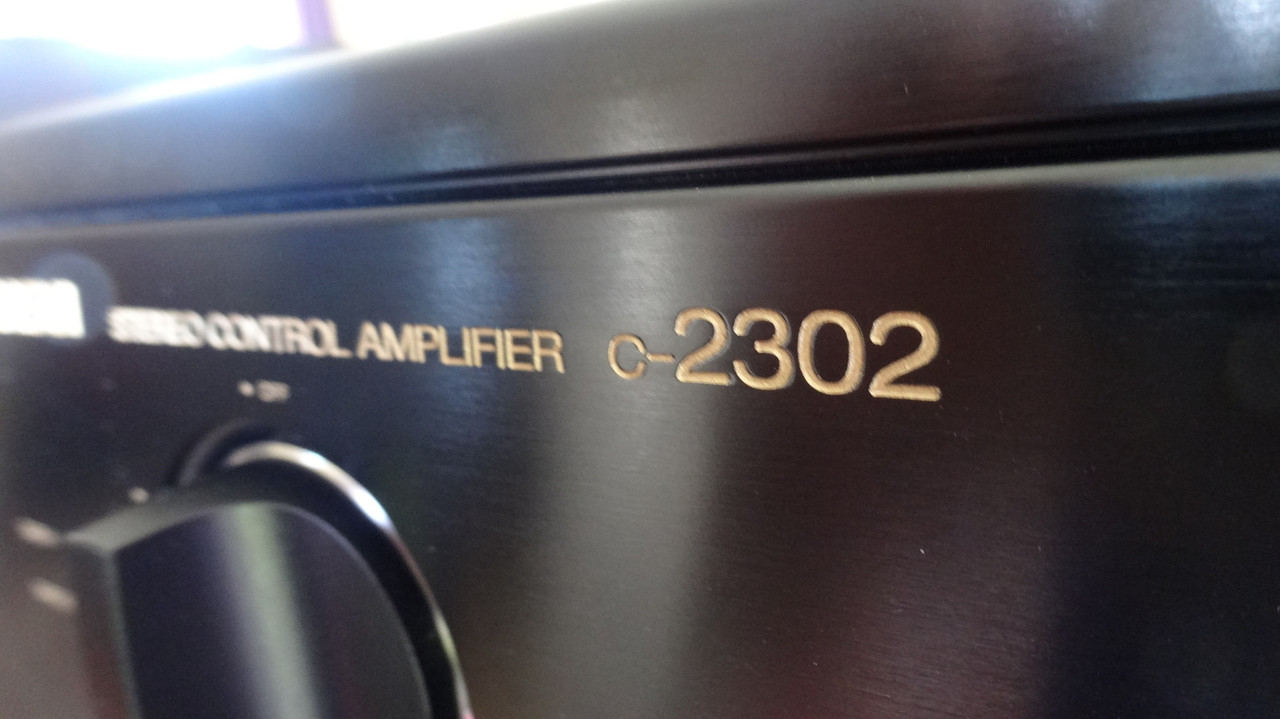 STEREO CONTROL AMPLIFIER C-2302